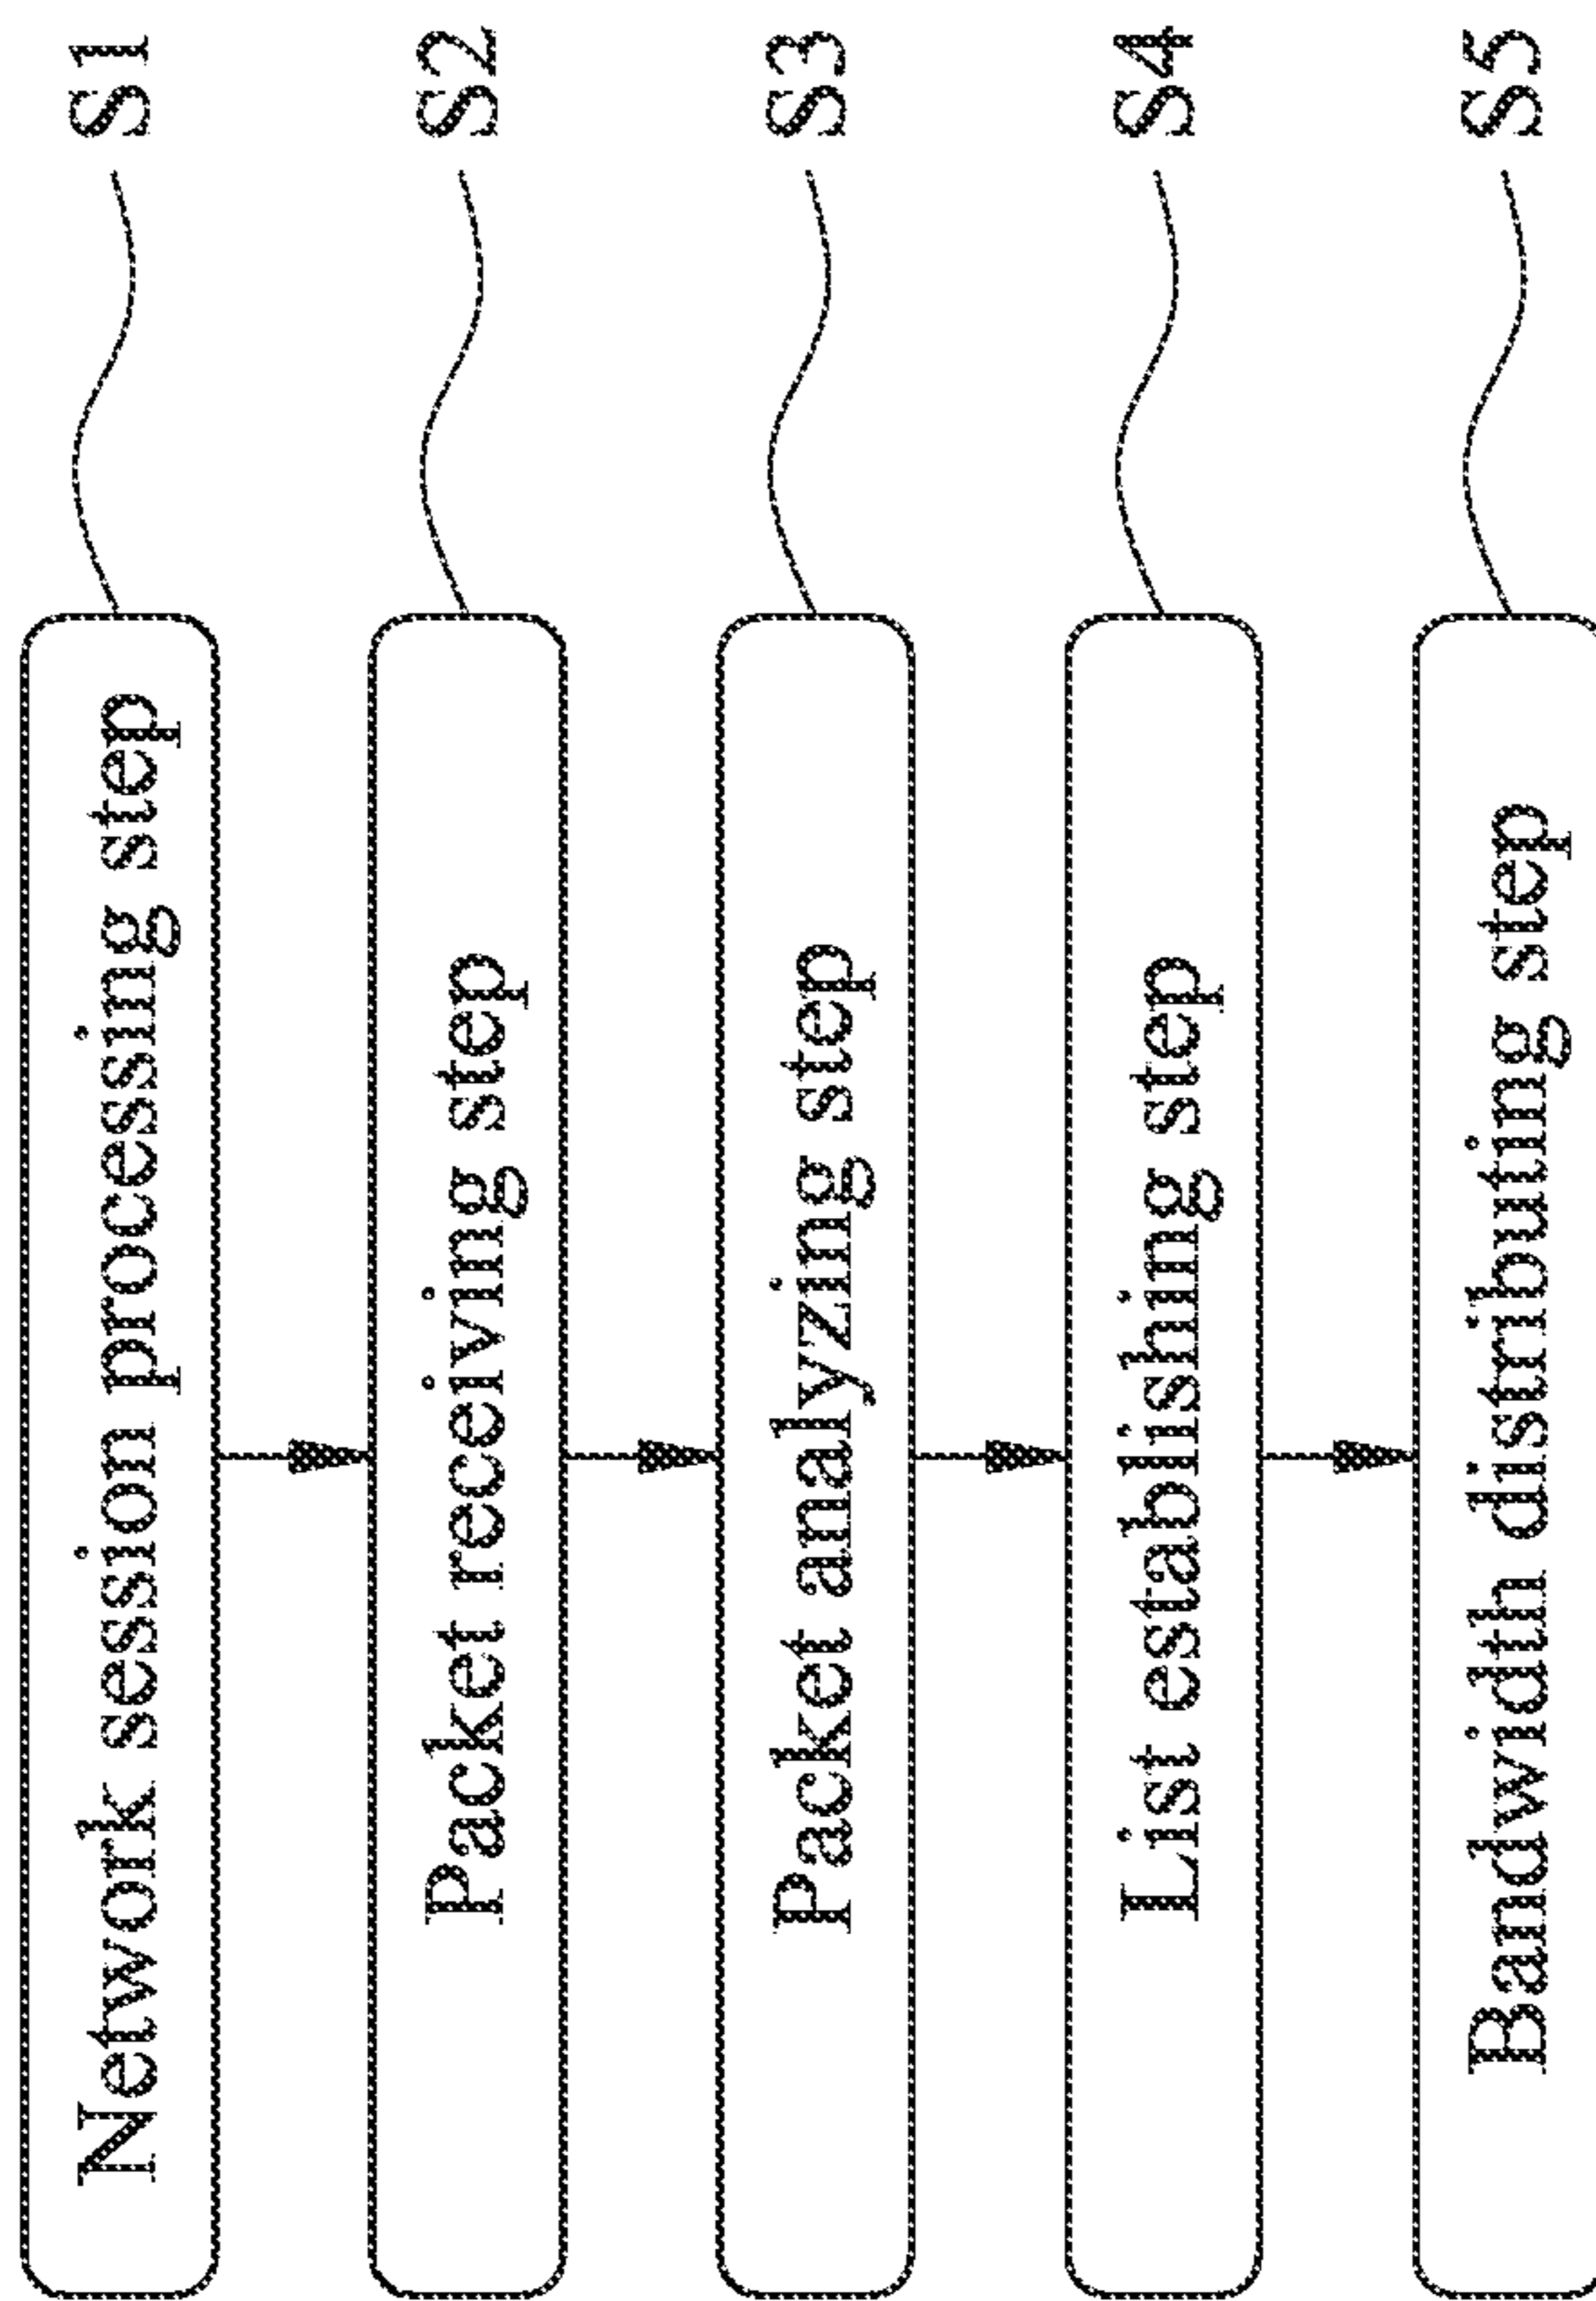 Network session processing step S1
Packet receiving step S2
Packet analyzing step S3
List establishing step S4
Bandwidth distributing step S5